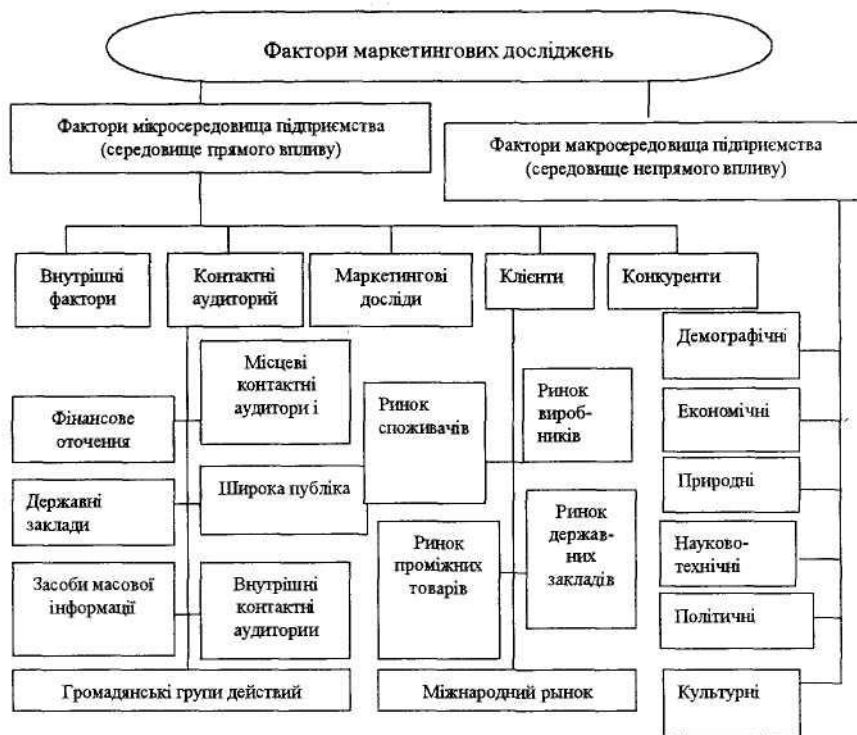 Фактори маркетингових досліджень
Фактори мікросередовища підприємства
(середовище прямого впливу)
Фактори макросередовища підприємства
(середовище непрямого впливу)
Внутрішні
фактори
Контактні
аудиторий
Маркетингові
досліди
Клієнти
Конкуренти
Місцеві
контактні
аудитори і
Фінансове
оточення
Широка публіка
Державні
заклади
Засоби масової
інформації
Внутрішні
контактні
аудитории
Громадянські групи действий
Ринок
споживачів
Ринок
вироб-
ників
Ринок
проміжних
товарів
Ринок
держав-
них
закладів
Міжнародний рынок
Демографічні
Економічні
Природні
Науково-
технічні
Політичні
Культурні